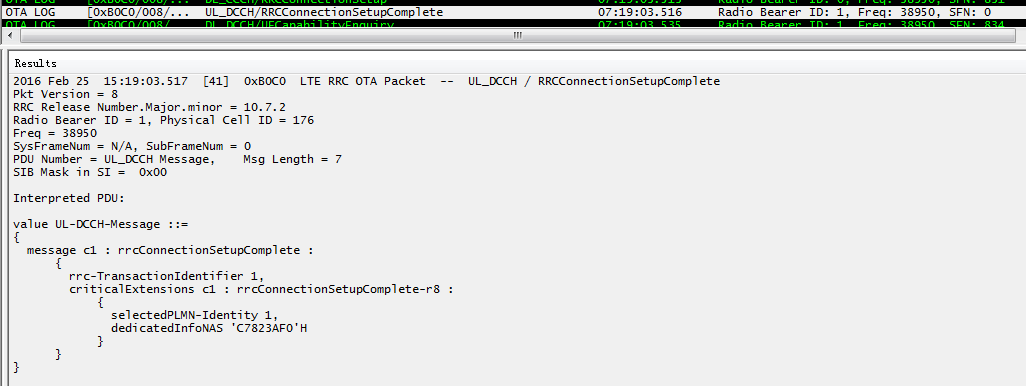 OTA LOG [0xB0C0/008/... DL_DCCH/RRCConnectionSetup 07:19:03.515 Radio Bearer ID: 0, Freq: 38950, SFN: 831
OTA LOG [0xB0C0/008/... UL_DCCH/RRCConnectionSetupComplete 07:19:03.516 Radio Bearer ID: 1, Freq: 38950, SFN: 0
OTA LOG [0xB0C0/008/... DL_DCCH/UECapabilityEnquiry 07:19:03.535 Radio Bearer ID: 1, Freq: 38950, SFN: 834
Results
2016 Feb 25 15:19:03.517 [41] 0xB0C0 LTE RRC OTA Packet -- UL_DCCH / RRCConnectionSetupComplete
Pkt Version = 8
RRC Release Number.Major.minor = 10.7.2
Radio Bearer ID = 1, Physical Cell ID = 176
Freq = 38950
SysFrameNum = N/A, SubFrameNum = 0
PDU Number = UL_DCCH Message, Msg Length = 7
SIB Mask in SI = 0x00
Interpreted PDU:
value UL-DCCH-Message ::=
{
message c1 : rrcConnectionSetupComplete :
{
rrc-TransactionIdentifier 1,
criticalExtensions c1 : rrcConnectionSetupComplete-r8 :
{
selectedPLMN-Identity 1,
dedicatedInfoNAS 'C7823AF0'H
}
}
}